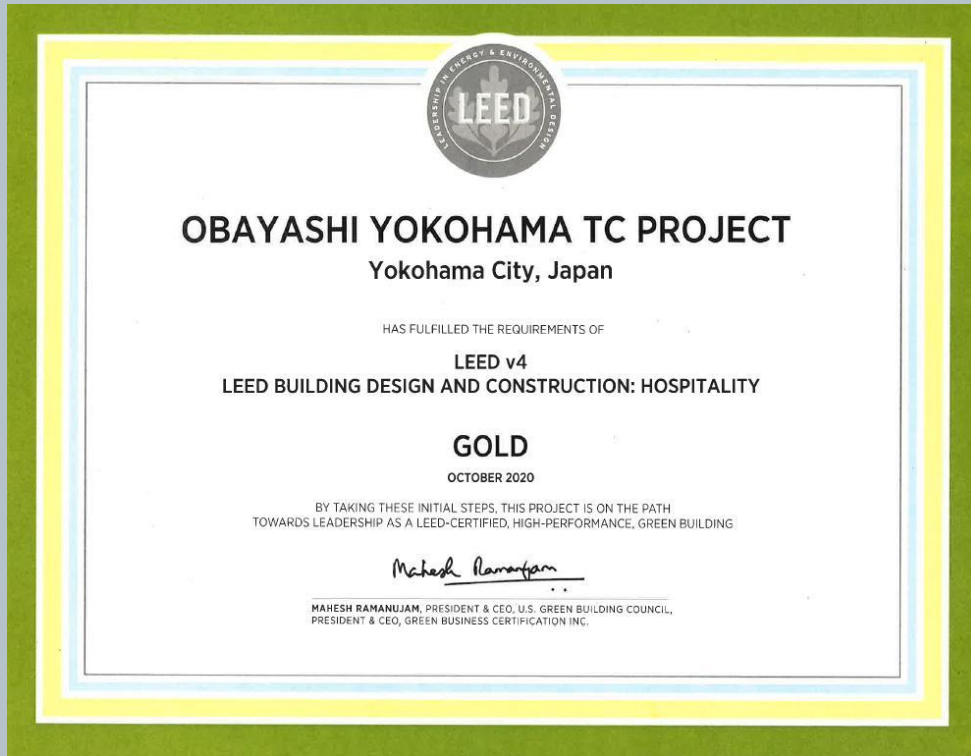 LEADERSHIP IN ENERGY & ENVIRONMENTAL DESIGN
LEED
OBAYASHI YOKOHAMA TC PROJECT
Yokohama City, Japan
HAS FULFILLED THE REQUIREMENTS OF
LEED v4
LEED BUILDING DESIGN AND CONSTRUCTION: HOSPITALITY
GOLD
OCTOBER 2020
BY TAKING THESE INITIAL STEPS, THIS PROJECT IS ON THE PATH
TOWARDS LEADERSHIP AS A LEED-CERTIFIED, HIGH-PERFORMANCE, GREEN BUILDING
Mahesh Ramanujam
MAHESH RAMANUJAM, PRESIDENT & CEO, U.S. GREEN BUILDING COUNCIL,
PRESIDENT & CEO, GREEN BUSINESS CERTIFICATION INC.